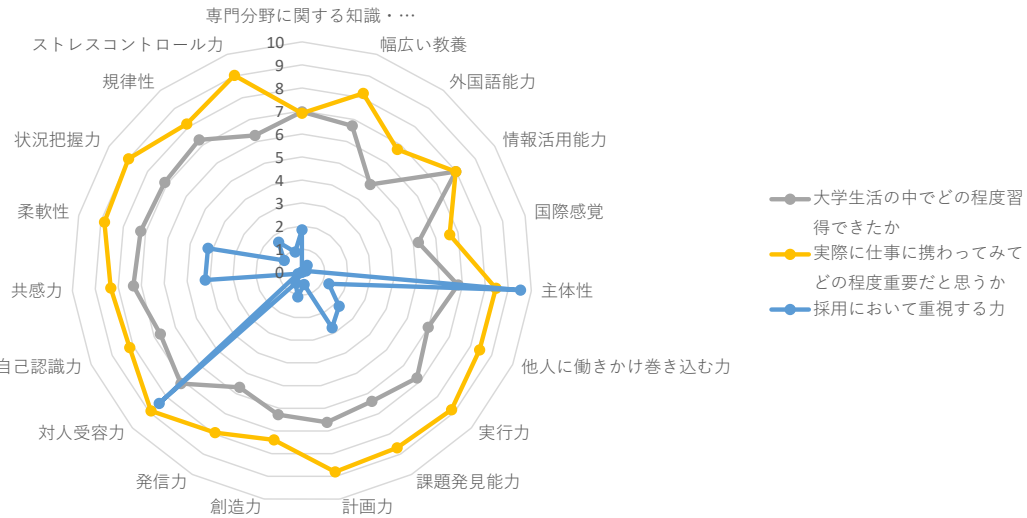 専門分野に関する知識・…
幅広い教養
外国語能力
情報活用能力
国際感覚
主体性
他人に働きかけ巻き込む力
実行力
課題発見能力
計画力
創造力
発信力
対人受容力
自己認識力
共感力
柔軟性
状況把握力
規律性
ストレスコントロール力
10
9
8
7
6
5
4
3
2
1
0
大学生活の中でどの程度習
得できたか
実際に仕事に携わってみて
どの程度重要だと思うか
採用において重視する力